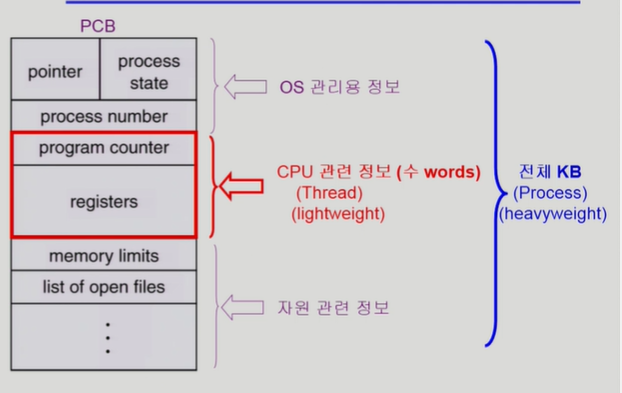 PCB
pointer
process
state
OS 관리용 정보
process number
program counter
registers
CPU 관련 정보 (수 words)
(Thread)
(lightweight)
전체 KB
(Process)
(heavyweight)
memory limits
list of open files
자원 관련 정보